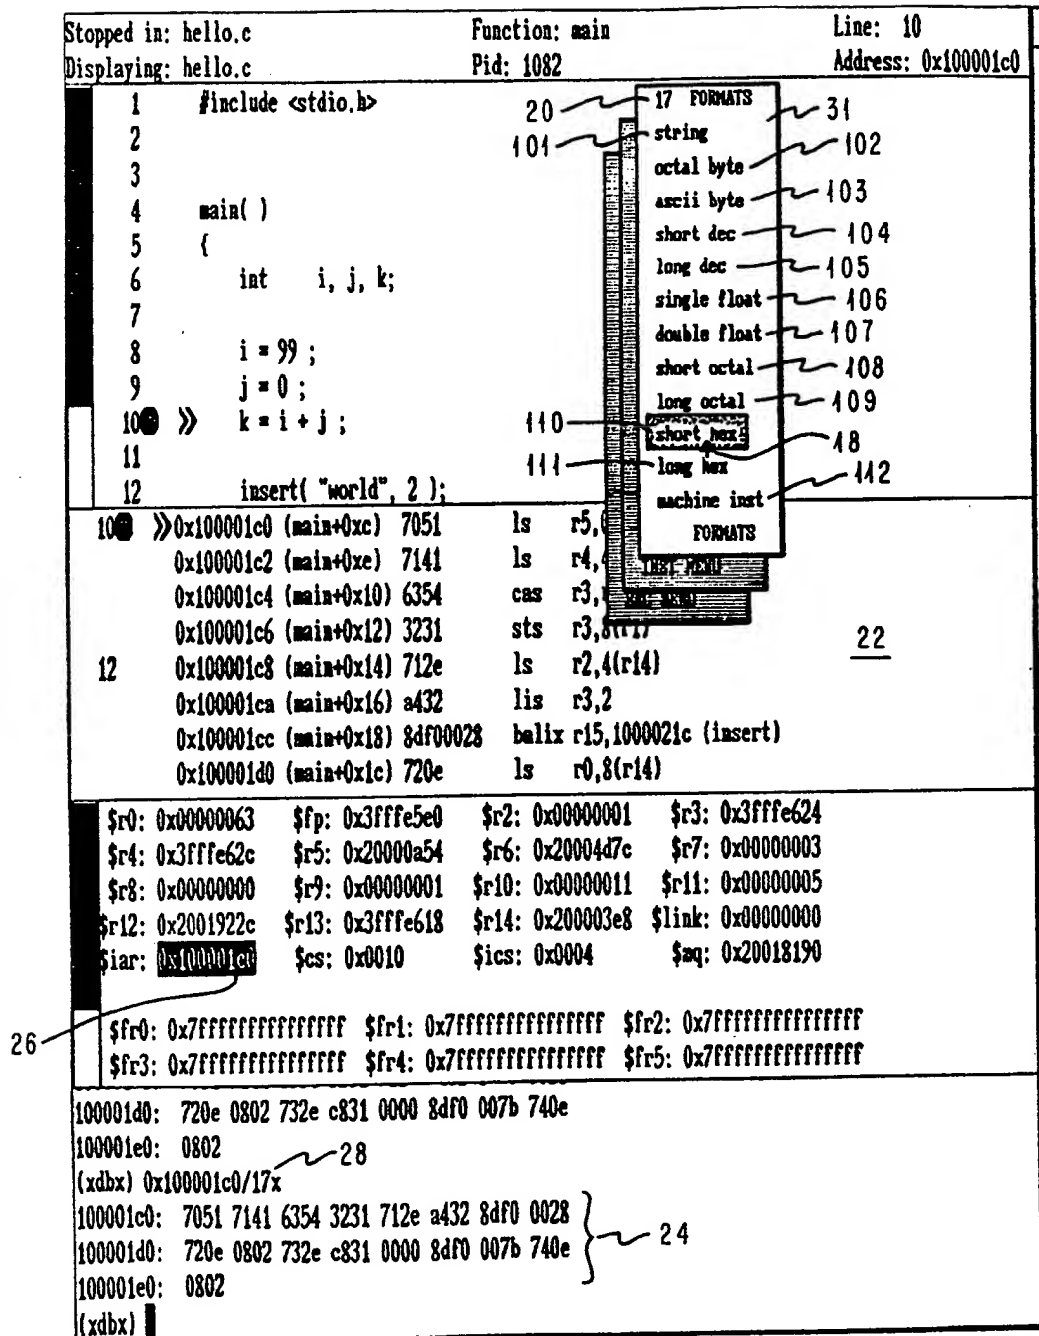 Stopped in: hello.c Function: main Line: 10
Displaying: hello.c Pid: 1082 Address: 0x100001c0
1 #include <stdio.h>
2
3
4 main( )
5 {
6 int i, j, k;
7
8 i = 99 ;
9 j = 0 ;
10 » k = i + j ;
11
12 insert( "world", 2 );
20 17 FORMATS 31
101 string
octal byte 102
ascii byte 103
short dec 104
long dec 105
single float 106
double float 107
short octal 108
long octal 109
110 short hex 18
111 long hex
machine inst 112
FORMATS
INST MENU
MENU
10 »0x100001c0 (main+0xc) 7051 ls r5,
0x100001c2 (main+0xe) 7141 ls r4,
0x100001c4 (main+0x10) 6354 cas r3,
0x100001c6 (main+0x12) 3231 sts r3,8(r1)
12 0x100001c8 (main+0x14) 712e ls r2,4(r14)
0x100001ca (main+0x16) a432 lis r3,2
0x100001cc (main+0x18) 8df00028 balix r15,1000021c (insert)
0x100001d0 (main+0x1c) 720e ls r0,8(r14)
22
$r0: 0x00000063 $fp: 0x3fffe5e0 $r2: 0x00000001 $r3: 0x3fffe624
$r4: 0x3fffe62c $r5: 0x20000a54 $r6: 0x20004d7c $r7: 0x00000003
$r8: 0x00000000 $r9: 0x00000001 $r10: 0x00000011 $r11: 0x00000005
$r12: 0x2001922c $r13: 0x3fffe618 $r14: 0x200003e8 $link: 0x00000000
$iar: 0x100001c0 $cs: 0x0010 $ics: 0x0004 $mq: 0x20018190
26
$fr0: 0x7fffffffffffffff $fr1: 0x7fffffffffffffff $fr2: 0x7fffffffffffffff
$fr3: 0x7fffffffffffffff $fr4: 0x7fffffffffffffff $fr5: 0x7fffffffffffffff
100001d0: 720e 0802 732e c831 0000 8df0 007b 740e
100001e0: 0802
28
(xdbx) 0x100001c0/17x
100001c0: 7051 7141 6354 3231 712e a432 8df0 0028
100001d0: 720e 0802 732e c831 0000 8df0 007b 740e
100001e0: 0802
24
(xdbx)